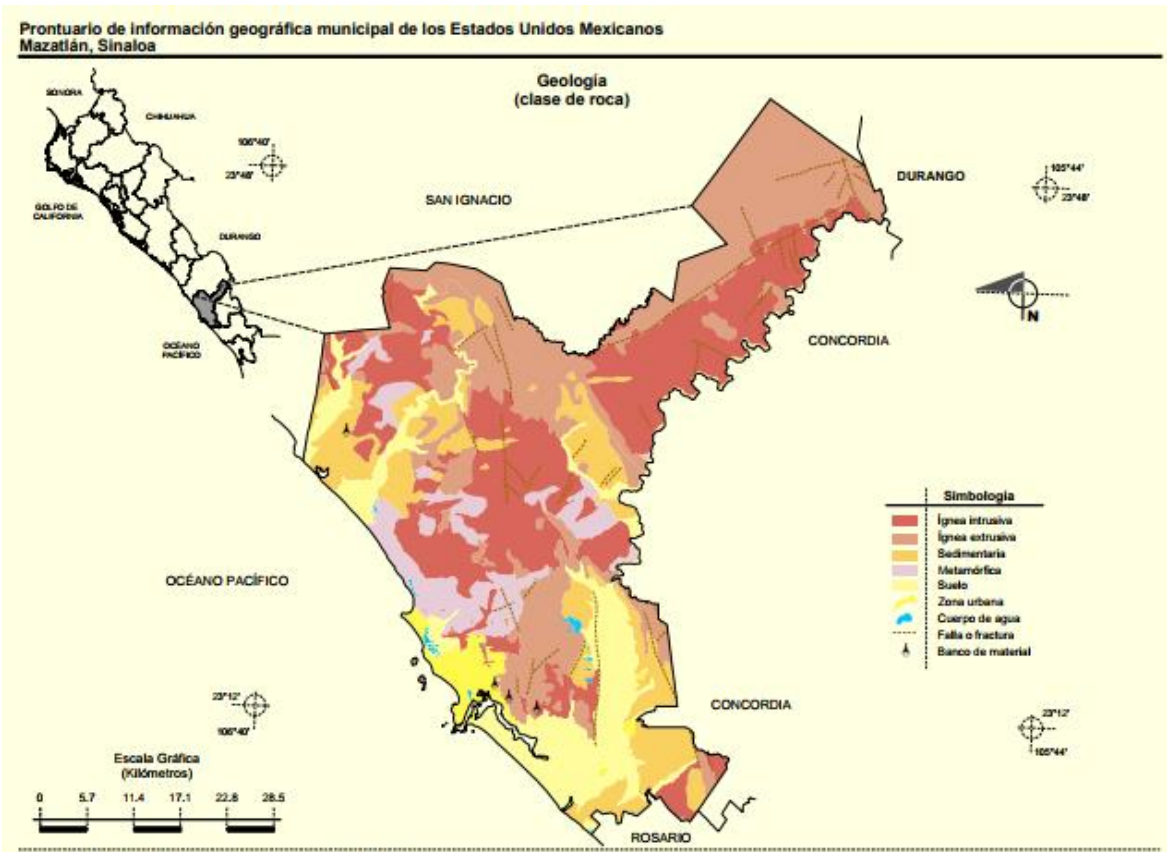 Prontuario de información geográfica municipal de los Estados Unidos Mexicanos
Mazatlán, Sinaloa
Geología
(clase de roca)
SONORA
CHIHUAHUA
GOLFO DE
CALIFORNIA
DURANGO
OCÉANO
PACÍFICO
106°40'
23°48'
SAN IGNACIO
DURANGO
105°44'
23°48'
N
CONCORDIA
OCÉANO PACÍFICO
Simbología
Ígnea intrusiva
Ígnea extrusiva
Sedimentaria
Metamórfica
Suelo
Zona urbana
Cuerpo de agua
Falla o fractura
Banco de material
23°12'
106°40'
CONCORDIA
23°12'
105°44'
Escala Gráfica
(Kilómetros)
0 5.7 11.4 17.1 22.8 28.5
ROSARIO